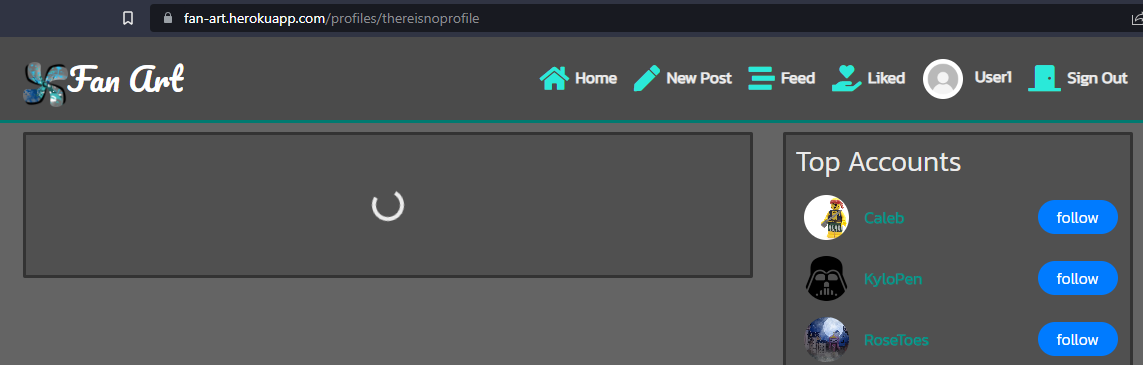 fan-art.herokuapp.com/profiles/thereisnoprofile
Fan Art
Home
New Post
Feed
Liked
User1
Sign Out
Top Accounts
Caleb
follow
KyloPen
follow
RoseToes
follow